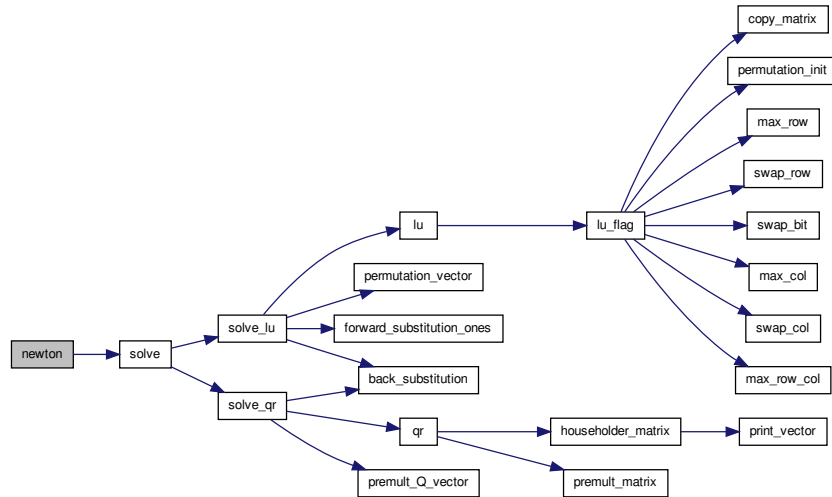 copy_matrix
permutation_init
max_row
swap_row
lu
lu_flag
swap_bit
permutation_vector
max_col
solve_lu
forward_substitution_ones
swap_col
newton
solve
back_substitution
max_row_col
solve_qr
qr
householder_matrix
print_vector
premult_Q_vector
premult_matrix